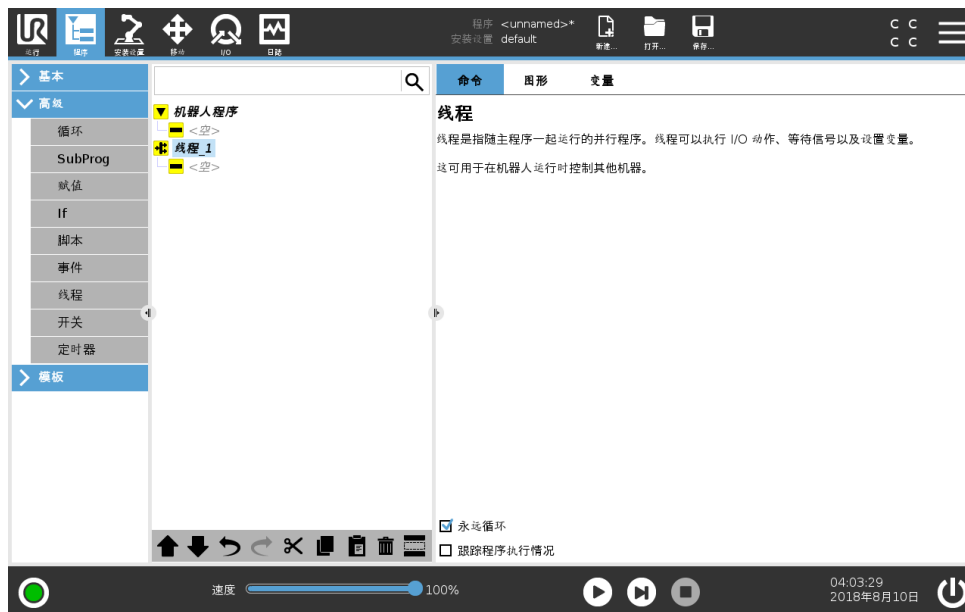 UR
运行
程序
安装设置
移动
I/O
日志
程序 <unnamed>*
安装设置 default
新建...
打开...
保存...
C C
C C
基本
高级
循环
SubProg
赋值
If
脚本
事件
线程
开关
定时器
模板
机器人程序
<空>
线程_1
<空>
命令
图形
变量
线程
线程是指随主程序一起运行的并行程序。线程可以执行 I/O 动作、等待信号以及设置变量。
这可用于在机器人运行时控制其他机器。
永远循环
跟踪程序执行情况
速度
100%
04:03:29
2018年8月10日